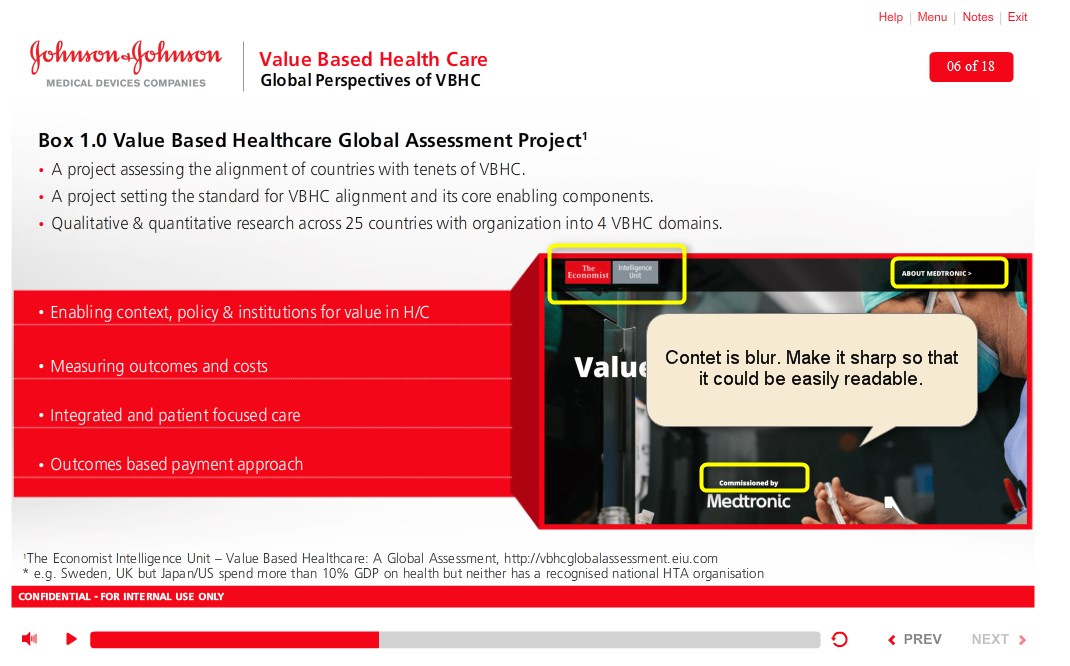 Help | Menu | Notes | Exit
Johnson & Johnson
MEDICAL DEVICES COMPANIES
Value Based Health Care
Global Perspectives of VBHC
06 of 18
Box 1.0 Value Based Healthcare Global Assessment Project¹
• A project assessing the alignment of countries with tenets of VBHC.
• A project setting the standard for VBHC alignment and its core enabling components.
• Qualitative & quantitative research across 25 countries with organization into 4 VBHC domains.
The
Economist
Intelligence
Unit
ABOUT MEDTRONIC >
• Enabling context, policy & institutions for value in H/C
• Measuring outcomes and costs
• Integrated and patient focused care
• Outcomes based payment approach
Value
Contet is blur. Make it sharp so that
it could be easily readable.
Commissioned by
Medtronic
¹The Economist Intelligence Unit – Value Based Healthcare: A Global Assessment, http://vbhcglobalassessment.eiu.com
* e.g. Sweden, UK but Japan/US spend more than 10% GDP on health but neither has a recognised national HTA organisation
CONFIDENTIAL - FOR INTERNAL USE ONLY
PREV
NEXT